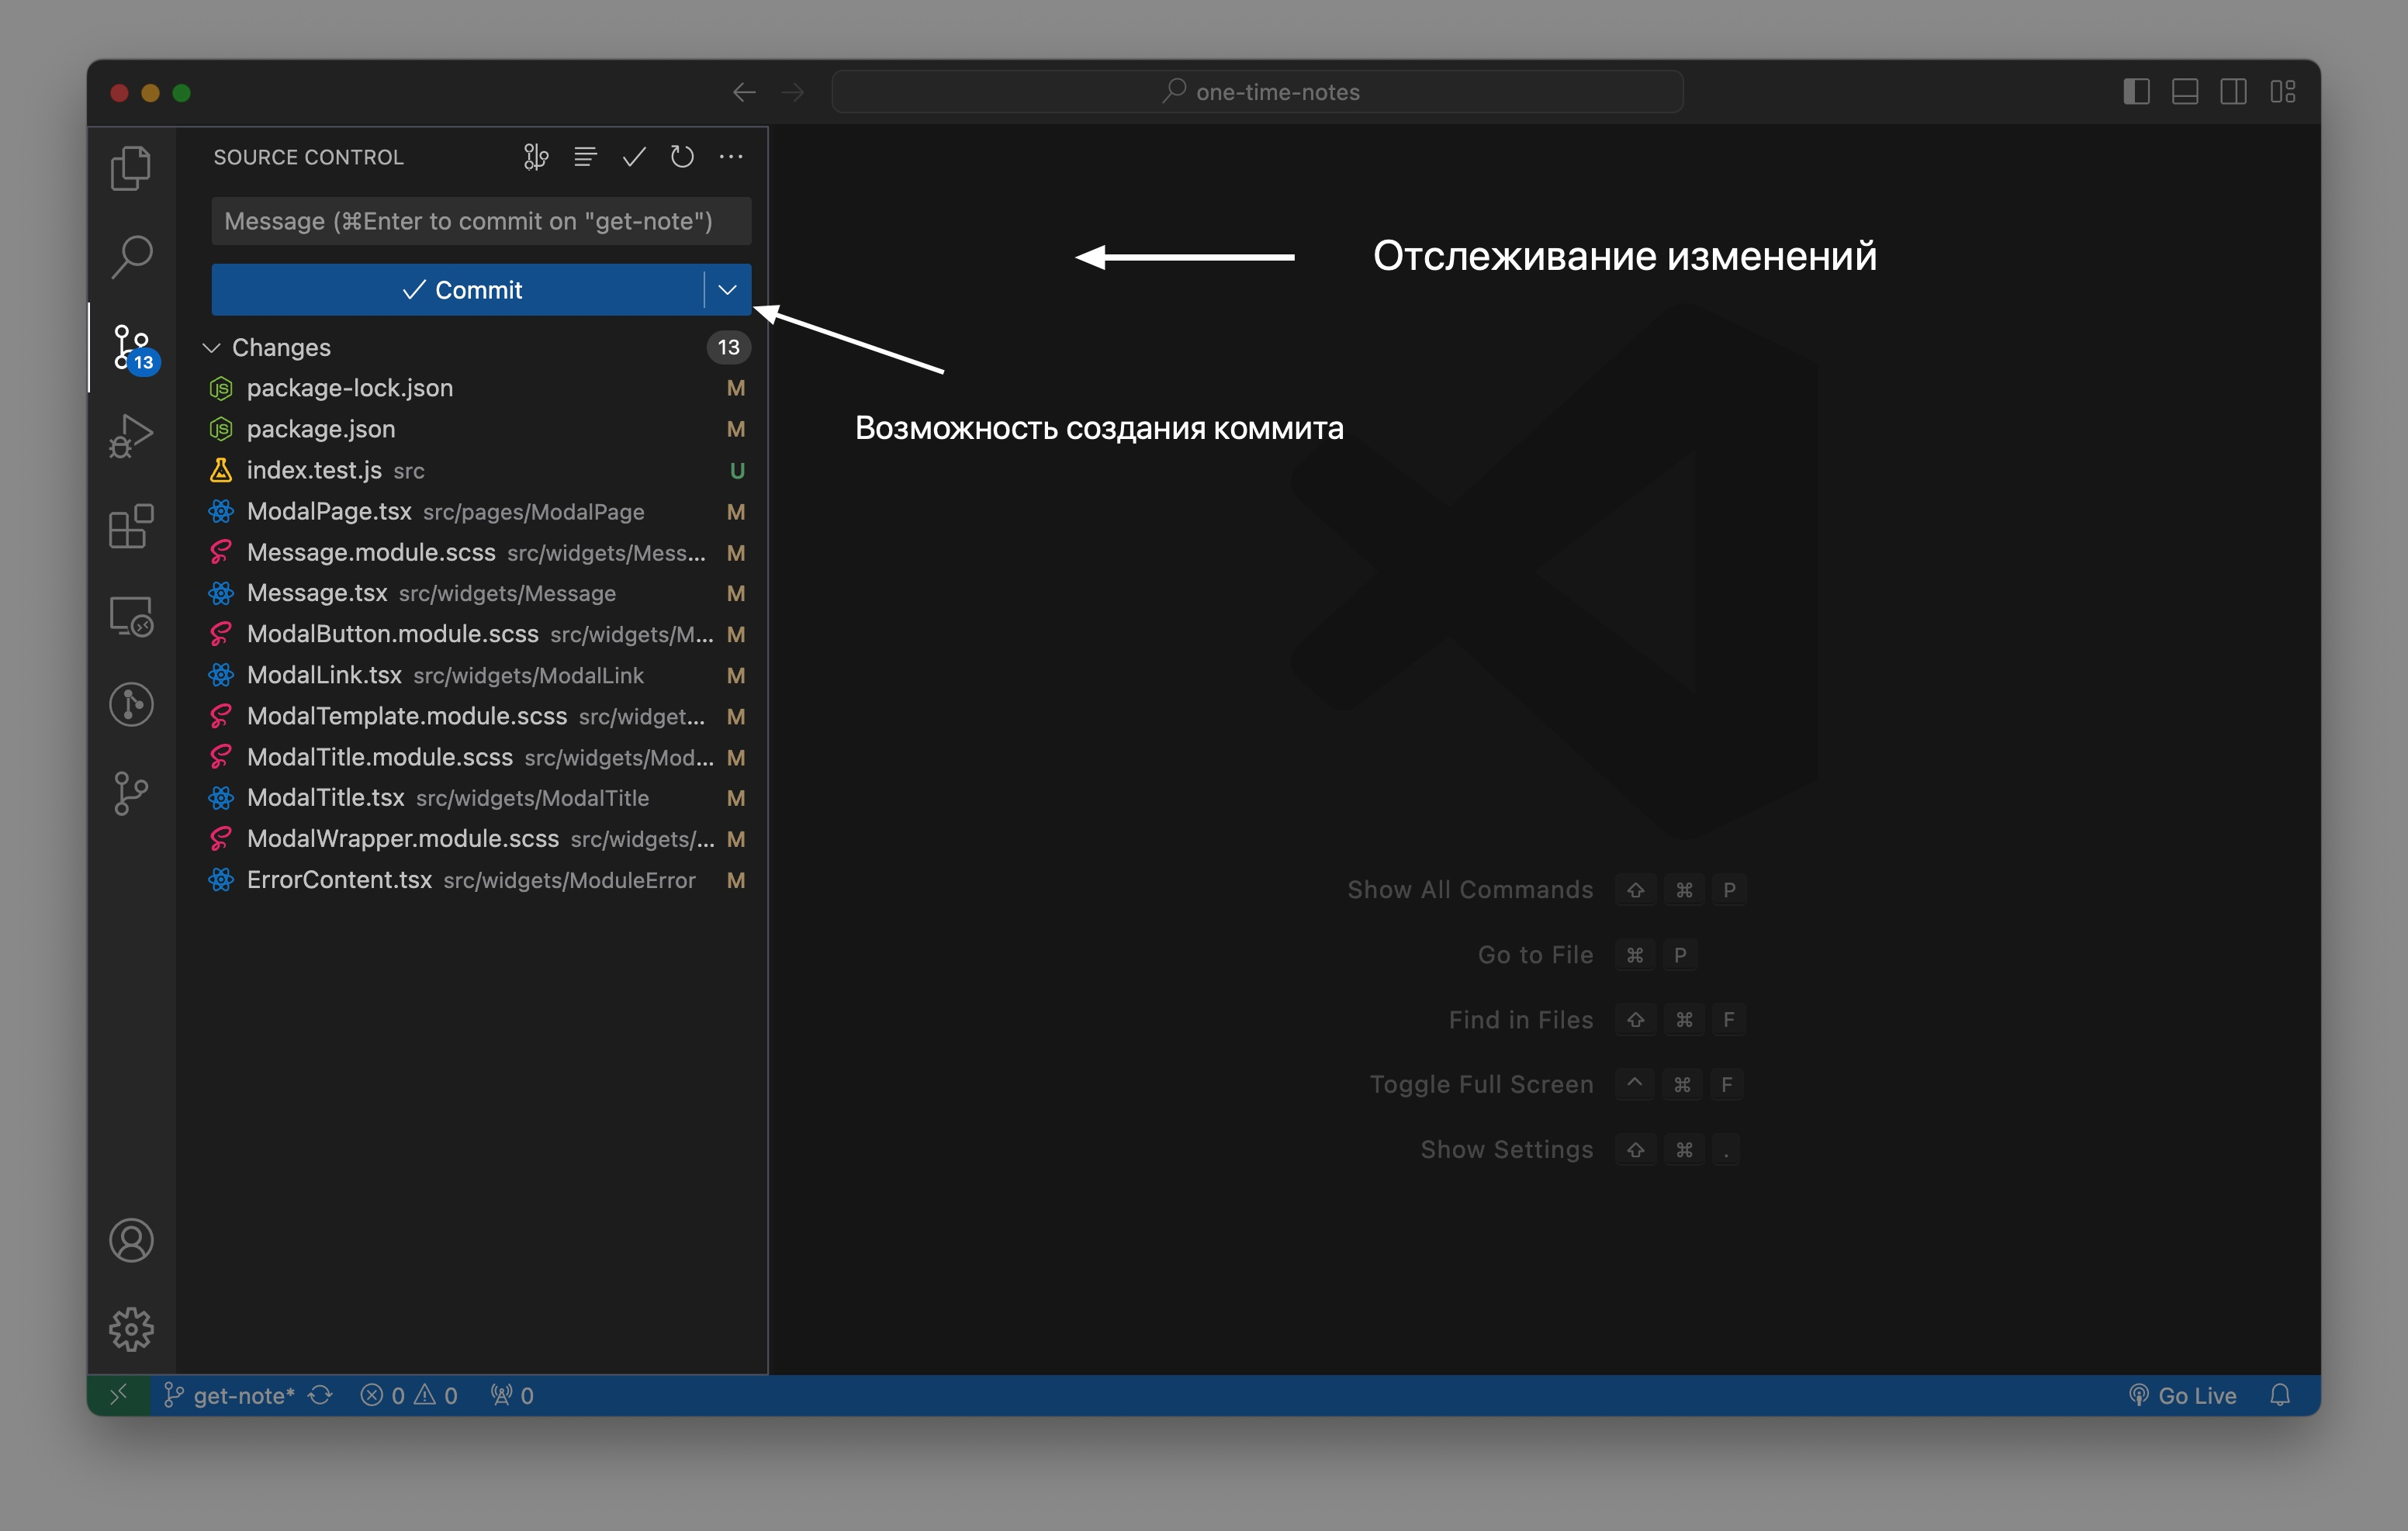 one-time-notes
SOURCE CONTROL
Message (⌘Enter to commit on "get-note")
Отслеживание изменений
Commit
Changes 13
13
Возможность создания коммита
package-lock.json M
package.json M
index.test.js src U
ModalPage.tsx src/pages/ModalPage M
Message.module.scss src/widgets/Mess... M
Message.tsx src/widgets/Message M
ModalButton.module.scss src/widgets/M... M
ModalLink.tsx src/widgets/ModalLink M
ModalTemplate.module.scss src/widget... M
ModalTitle.module.scss src/widgets/Mod... M
ModalTitle.tsx src/widgets/ModalTitle M
ModalWrapper.module.scss src/widgets/... M
ErrorContent.tsx src/widgets/ModuleError M
Show All Commands ⇧ ⌘ P
Go to File ⌘ P
Find in Files ⇧ ⌘ F
Toggle Full Screen ^ ⌘ F
Show Settings ⇧ ⌘ .
get-note* 0 0 0 Go Live